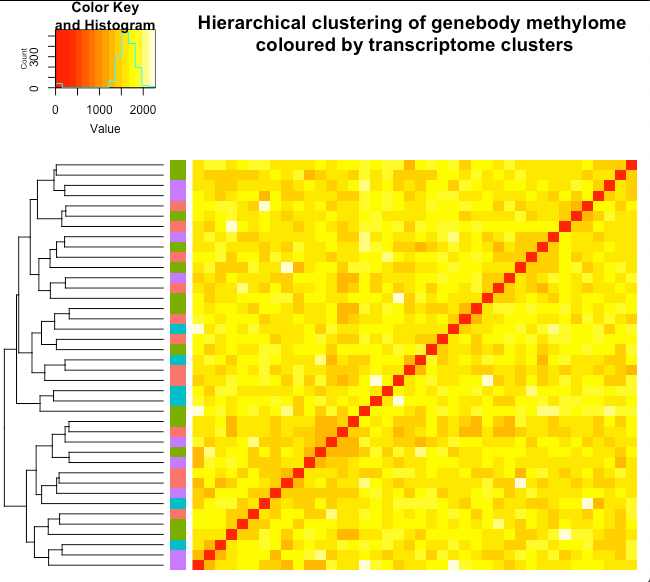 Color Key
and Histogram
Count
0 300
0 1000 2000
Value
Hierarchical clustering of genebody methylome
coloured by transcriptome clusters